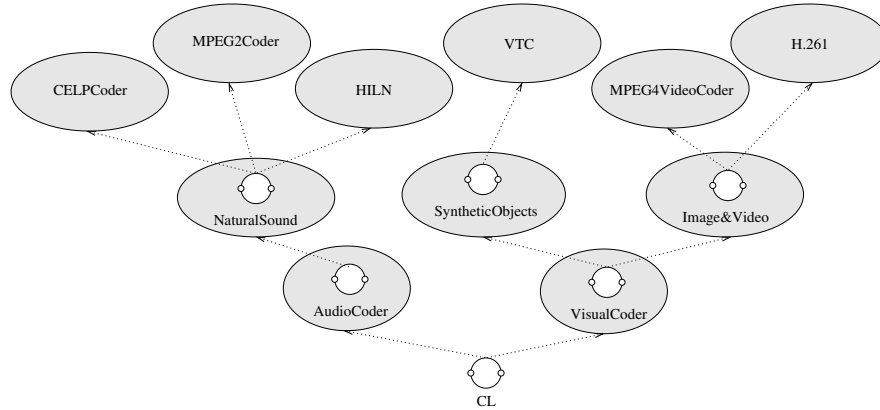 MPEG2Coder
VTC
H.261
CELPCoder
HILN
MPEG4VideoCoder
NaturalSound
SyntheticObjects
Image&Video
AudioCoder
VisualCoder
CL